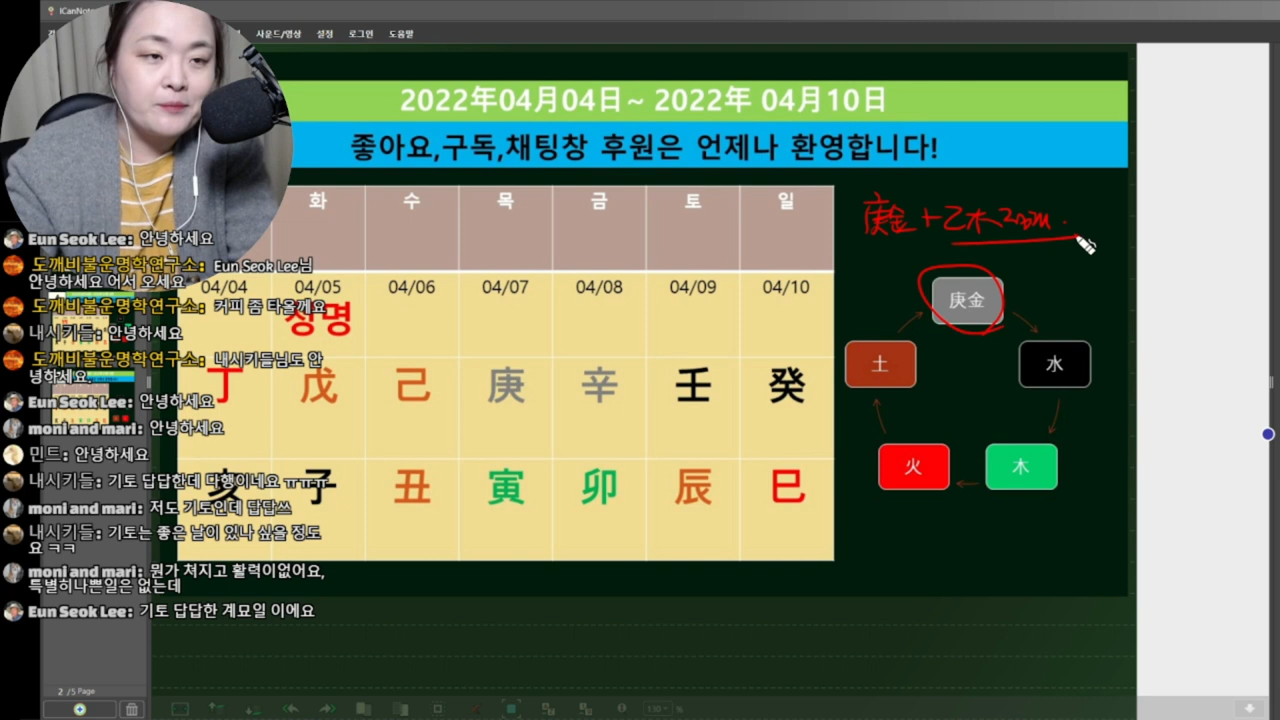 ICanNote
사운드/영상 설정 로그인 도움말
2022年04月04日~ 2022年 04月10日
좋아요,구독,채팅창 후원은 언제나 환영합니다!
화 수 목 금 토 일
04/04 04/05 04/06 04/07 04/08 04/09 04/10
청명
丁 戊 己 庚 辛 壬 癸
亥 子 丑 寅 卯 辰 巳
庚金 + 乙木
庚金
土
水
火
木
Eun Seok Lee: 안녕하세요
도깨비불운명학연구소: Eun Seok Lee님
안녕하세요 어서 오세요
도깨비불운명학연구소: 커피 좀 타올께요
내시키들: 안녕하세요
도깨비불운명학연구소: 내시키들님도 안
녕하세요,
Eun Seok Lee: 안녕하세요
moni and mari: 안녕하세요
민트: 안녕하세요
내시키들: 기토 답답한데 다행이네요 ㅠㅠㅠ
moni and mari: 저도 기토인데 답답쓰
내시키들: 기토는 좋은 날이 있나 싶을 정도
요 ㅋㅋ
moni and mari: 뭔가 쳐지고 활력이없어요,
특별히나쁜일은 없는데
Eun Seok Lee: 기토 답답한 계묘일 이에요
2 /5 Page